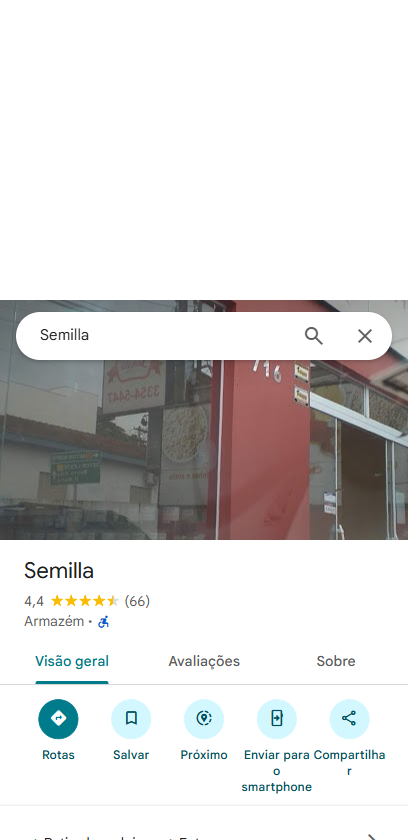 Semilla
716
3354-5447
Semilla
4,4 (66)
Armazém •
Visão geral Avaliações Sobre
Rotas Salvar Próximo Enviar para o smartphone Compartilhar